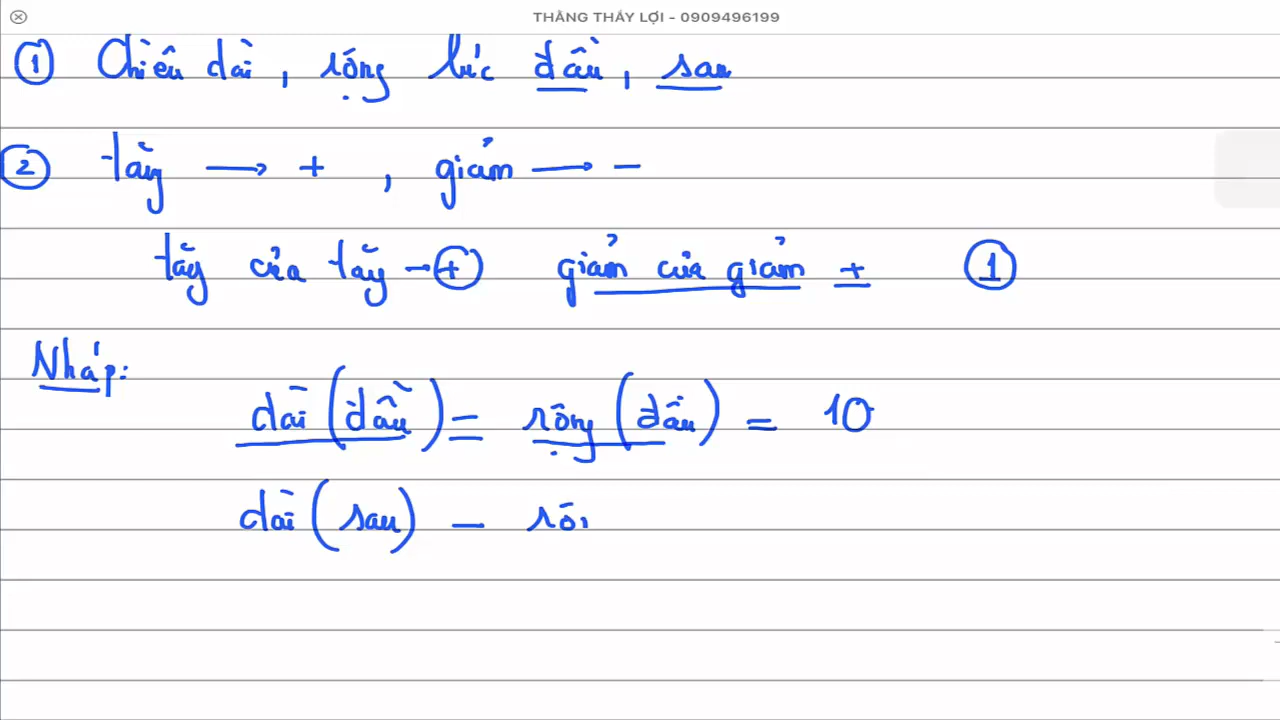 THẦNG THẦY LỢI - 0909496199
① Chiều dài, rộng lúc đầu, sau
② tăng → + , giảm → -
tăng của tăng → + giảm của giảm + ①
Nháp:
dài (đầu) = rộng (đầu) = 10
dài (sau) - rộ